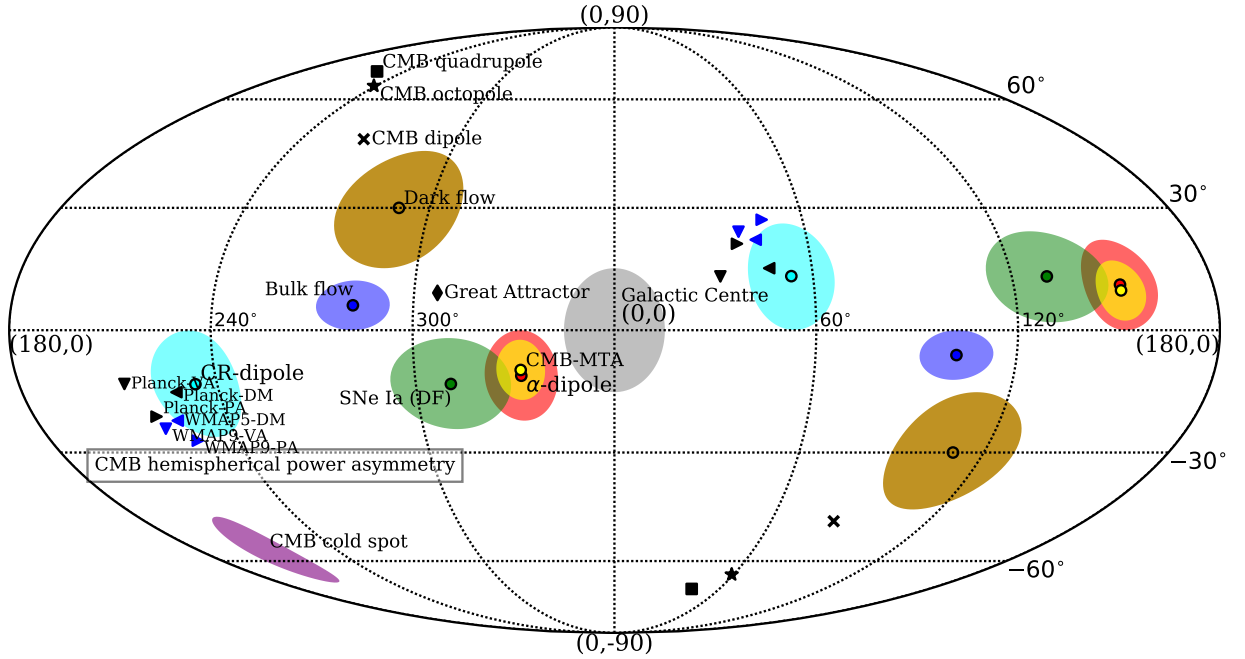 (0,90)
CMB quadrupole
60°
CMB octopole
CMB dipole
30°
Dark flow
Bulk flow
Great Attractor
Galactic Centre
(0,0)
240°
300°
60°
120°
(180,0)
(180,0)
CMB-MTA
CR-dipole
α-dipole
Planck-VA
Planck-DM
SNe Ia (DF)
Planck-PA
WMAP5-DM
WMAP9-VA
WMAP9-PA
CMB hemispherical power asymmetry
−30°
CMB cold spot
−60°
(0,-90)